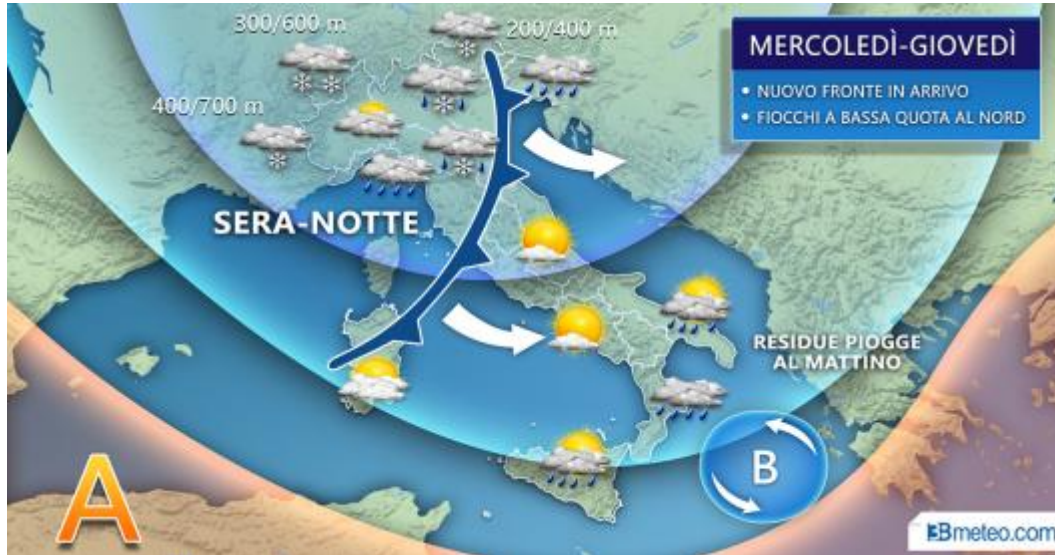 300/600 m
200/400 m
MERCOLEDÌ-GIOVEDÌ
• NUOVO FRONTE IN ARRIVO
• FIOCCHI A BASSA QUOTA AL NORD
400/700 m
SERA-NOTTE
RESIDUE PIOGGE
AL MATTINO
A
B
3Bmeteo.com